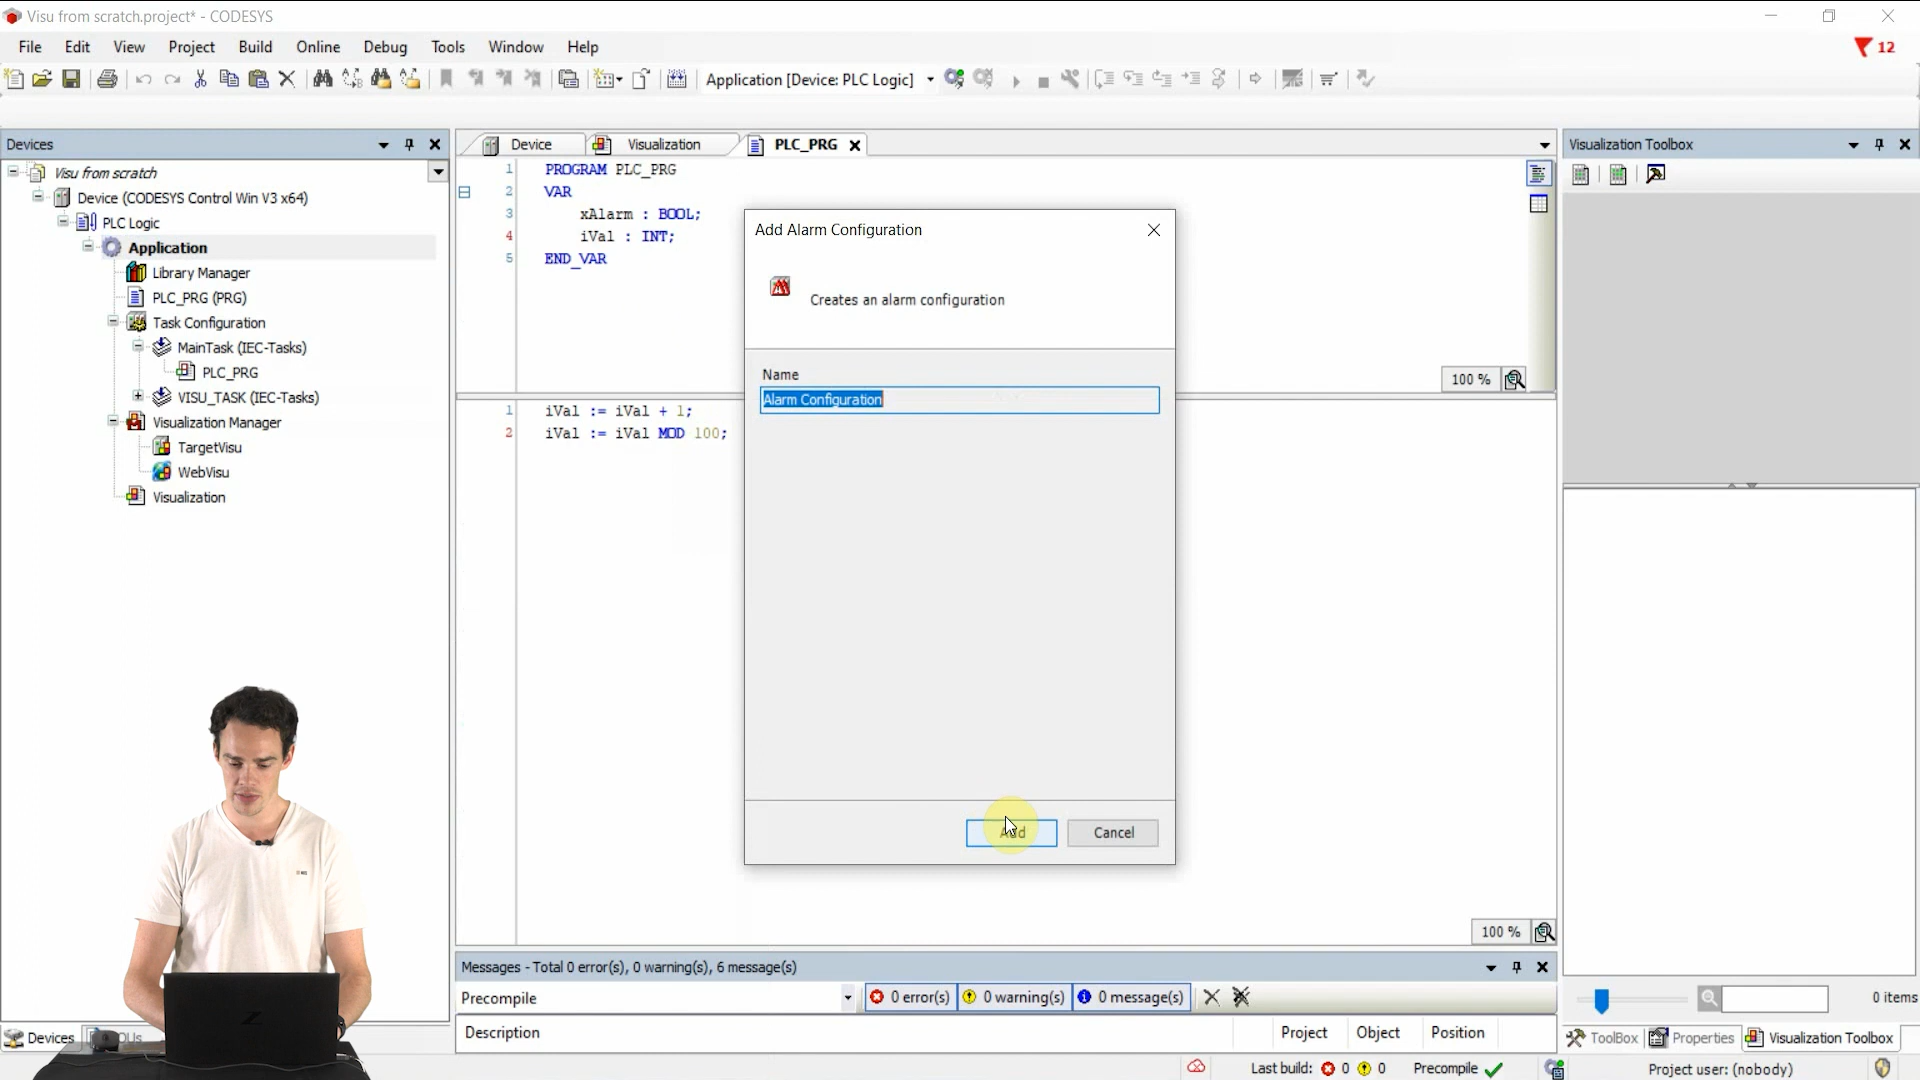 Visu from scratch.project* - CODESYS
File Edit View Project Build Online Debug Tools Window Help
12
Application [Device: PLC Logic]
Devices
Visu from scratch
Device (CODESYS Control Win V3 x64)
PLC Logic
Application
Library Manager
PLC_PRG (PRG)
Task Configuration
MainTask (IEC-Tasks)
PLC_PRG
VISU_TASK (IEC-Tasks)
Visualization Manager
TargetVisu
WebVisu
Visualization
Devices
Device Visualization PLC_PRG
1 PROGRAM PLC_PRG
2 VAR
3 xAlarm : BOOL;
4 iVal : INT;
5 END_VAR
100 %
1 iVal := iVal + 1;
2 iVal := iVal MOD 100;
100 %
Add Alarm Configuration
Creates an alarm configuration
Name
Alarm Configuration
Add Cancel
Messages - Total 0 error(s), 0 warning(s), 6 message(s)
Precompile 0 error(s) 0 warning(s) 0 message(s)
Description Project Object Position
Visualization Toolbox
0 items
ToolBox Properties Visualization Toolbox
Last build: 0 0 Precompile Project user: (nobody)